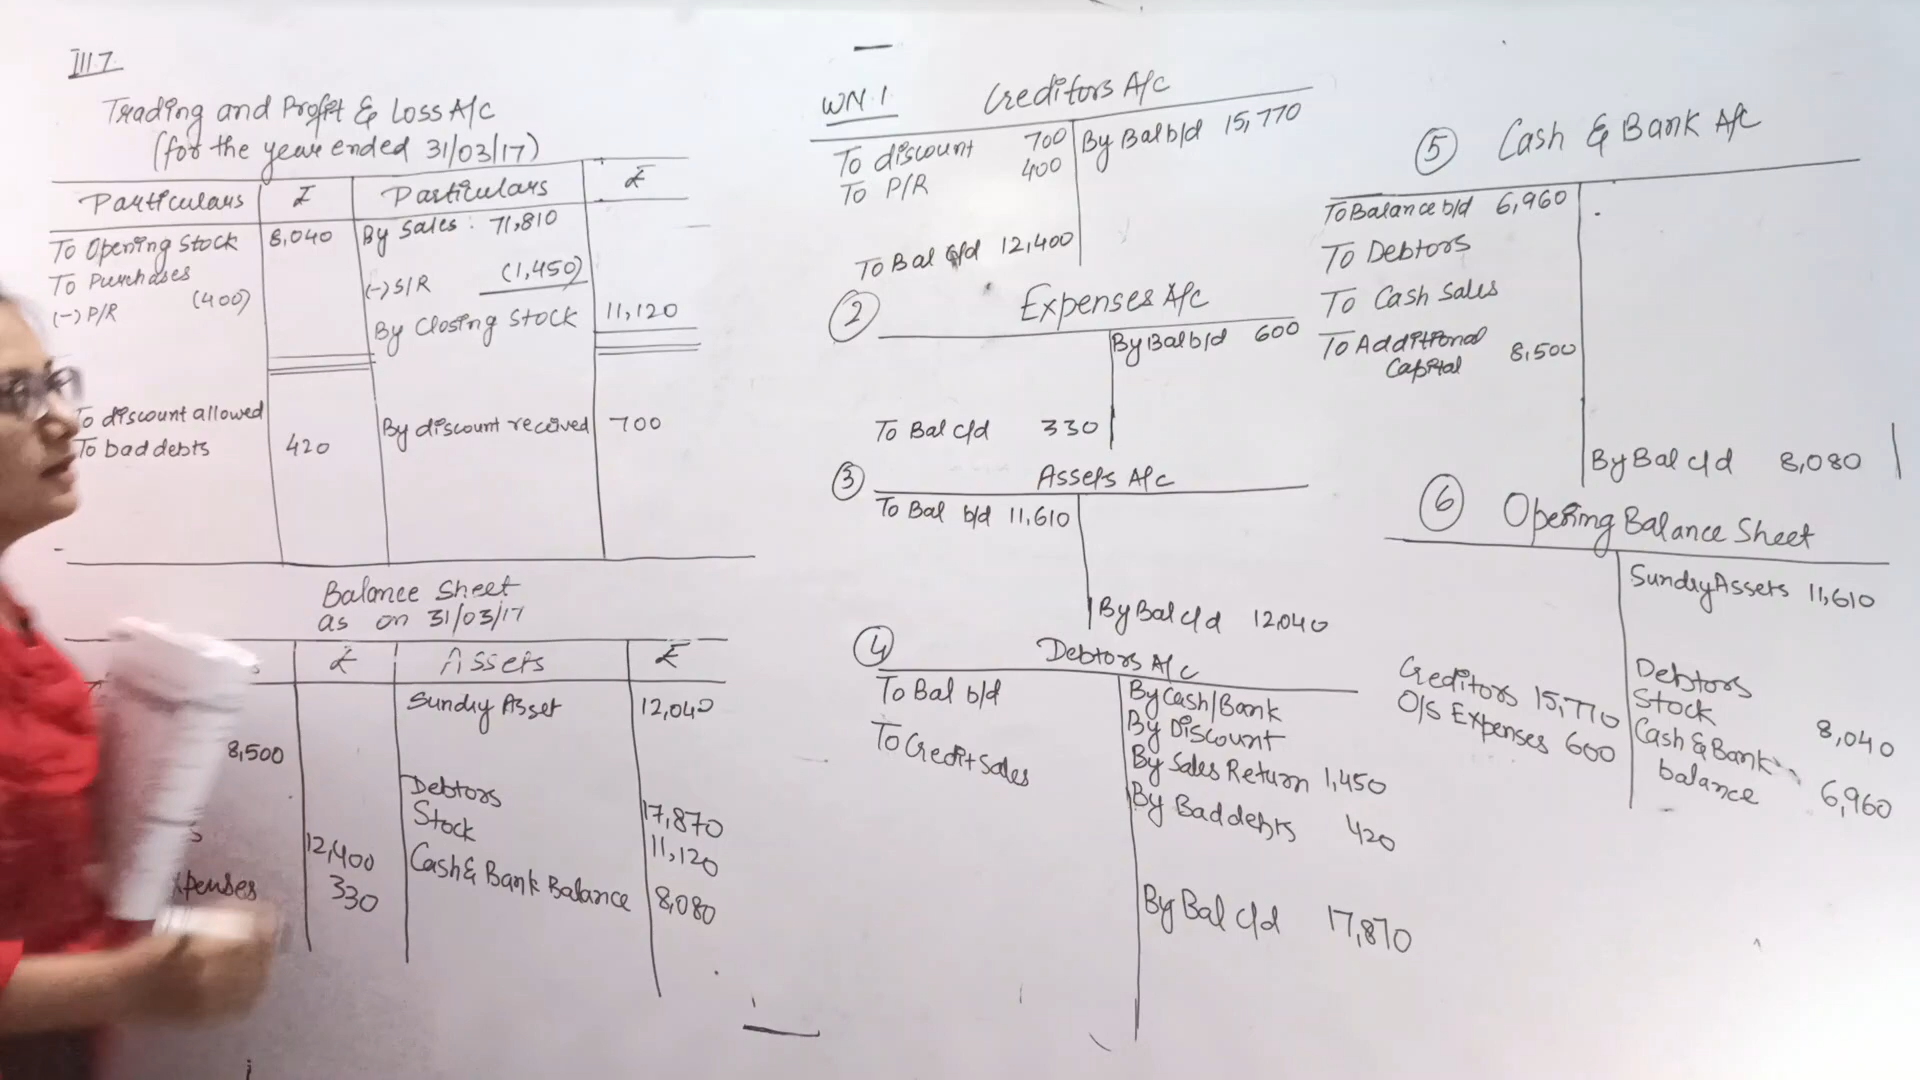 III.7.
Trading and Profit & Loss A/c
(for the year ended 31/03/17)
Particulars ₹ Particulars ₹
To Opening Stock 8,040 By Sales : 71,810
To Purchases
(-) P/R (400) (-) S/R (1,450)
By Closing Stock 11,120
To discount allowed By discount received 700
To bad debts 420
Balance Sheet
as on 31/03/17
₹ Assets ₹
Sundry Asset 12,040
8,500
Debtors 17,870
Stock 11,120
12,400 Cash & Bank Balance 8,080
xpenses 330
WN.1 Creditors A/c
To discount 700 By Bal b/d 15,770
To P/R 400
To Bal c/d 12,400
2 Expenses A/c
By Bal b/d 600
To Bal c/d 330
3 Assets A/c
To Bal b/d 11,610
By Bal c/d 12,040
4 Debtors A/c
To Bal b/d By Cash/Bank
By Discount
To Credit Sales By Sales Return 1,450
By Bad debts 420
By Bal c/d 17,870
5 Cash & Bank A/c
To Balance b/d 6,960
To Debtors
To Cash Sales
To Additional
Capital 8,500
By Bal c/d 8,080
6 Opening Balance Sheet
Sundry Assets 11,610
Creditors 15,770 Debtors
O/S Expenses 600 Stock 8,040
Cash & Bank
balance 6,960